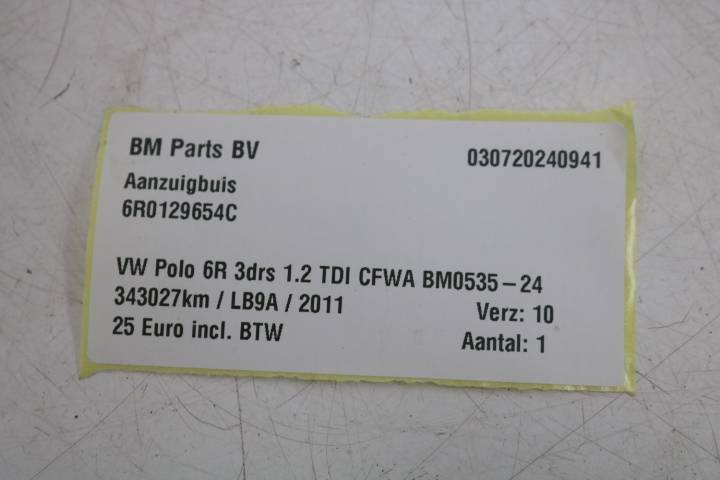 BM Parts BV 030720240941
Aanzuigbuis
6R0129654C
VW Polo 6R 3drs 1.2 TDI CFWA BM0535-24
343027km / LB9A / 2011 Verz: 10
25 Euro incl. BTW Aantal: 1